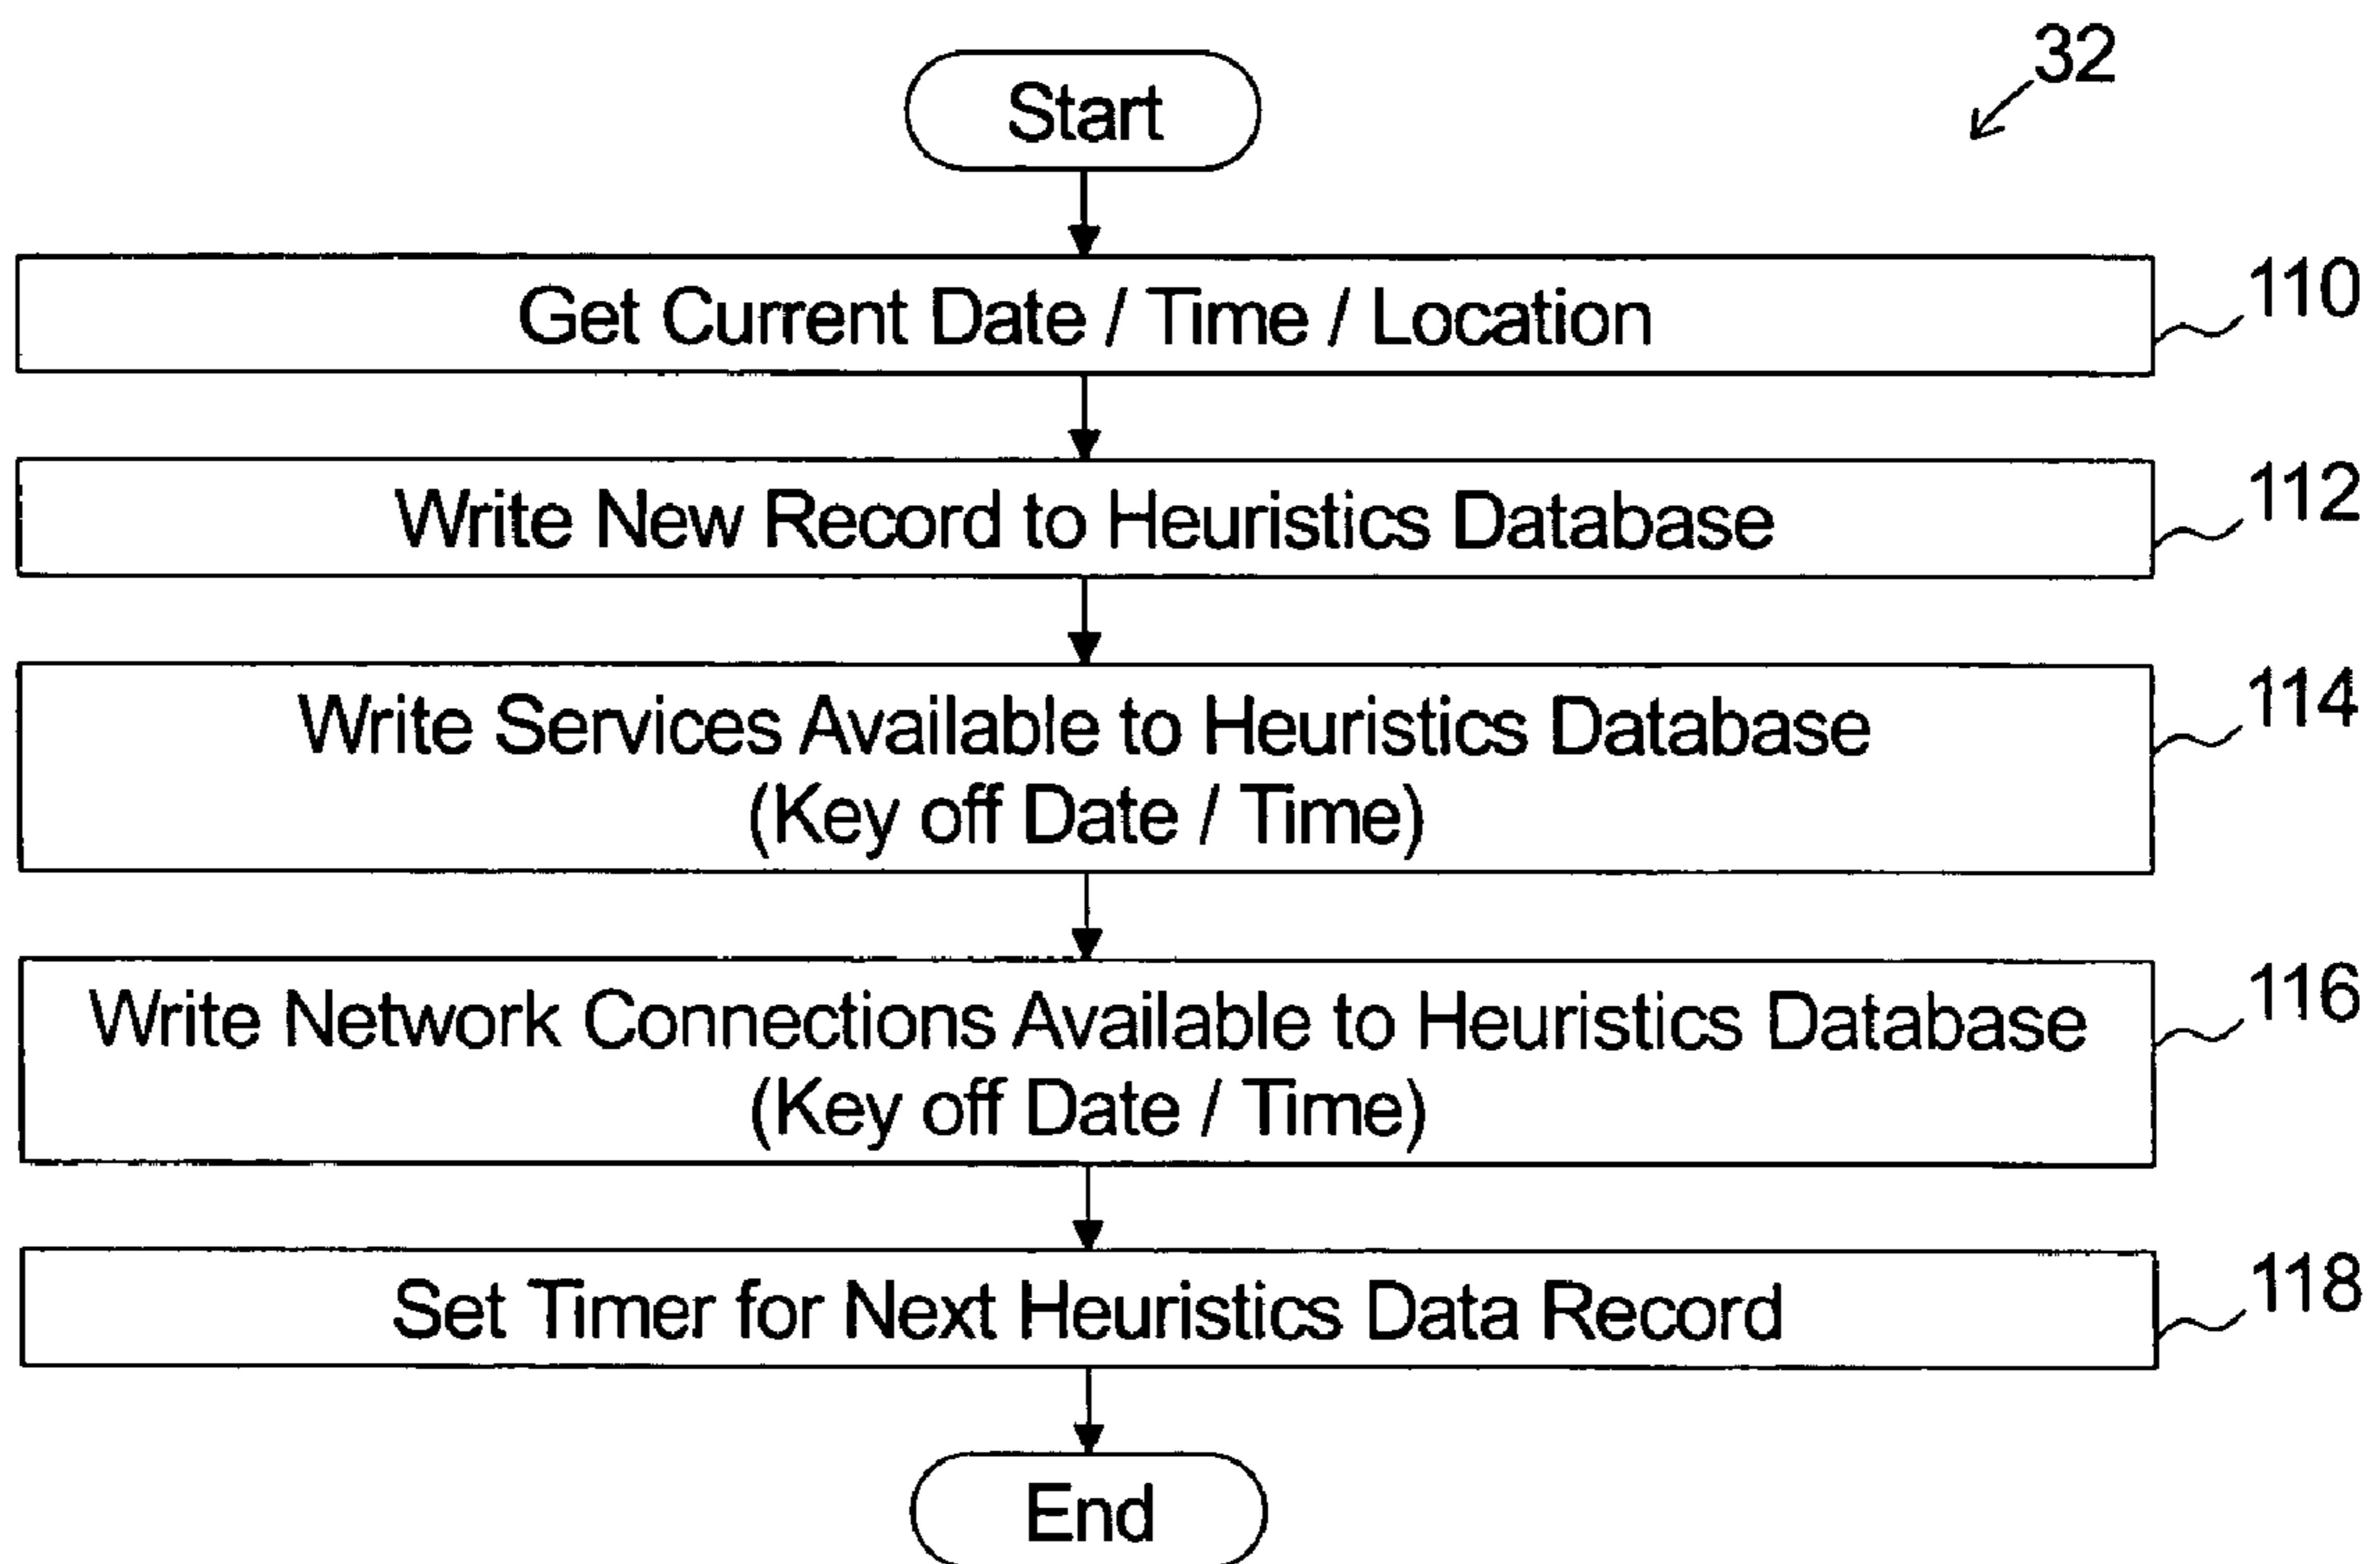 32
Start
Get Current Date / Time / Location
110
Write New Record to Heuristics Database
112
Write Services Available to Heuristics Database
(Key off Date / Time)
114
Write Network Connections Available to Heuristics Database
(Key off Date / Time)
116
Set Timer for Next Heuristics Data Record
118
End